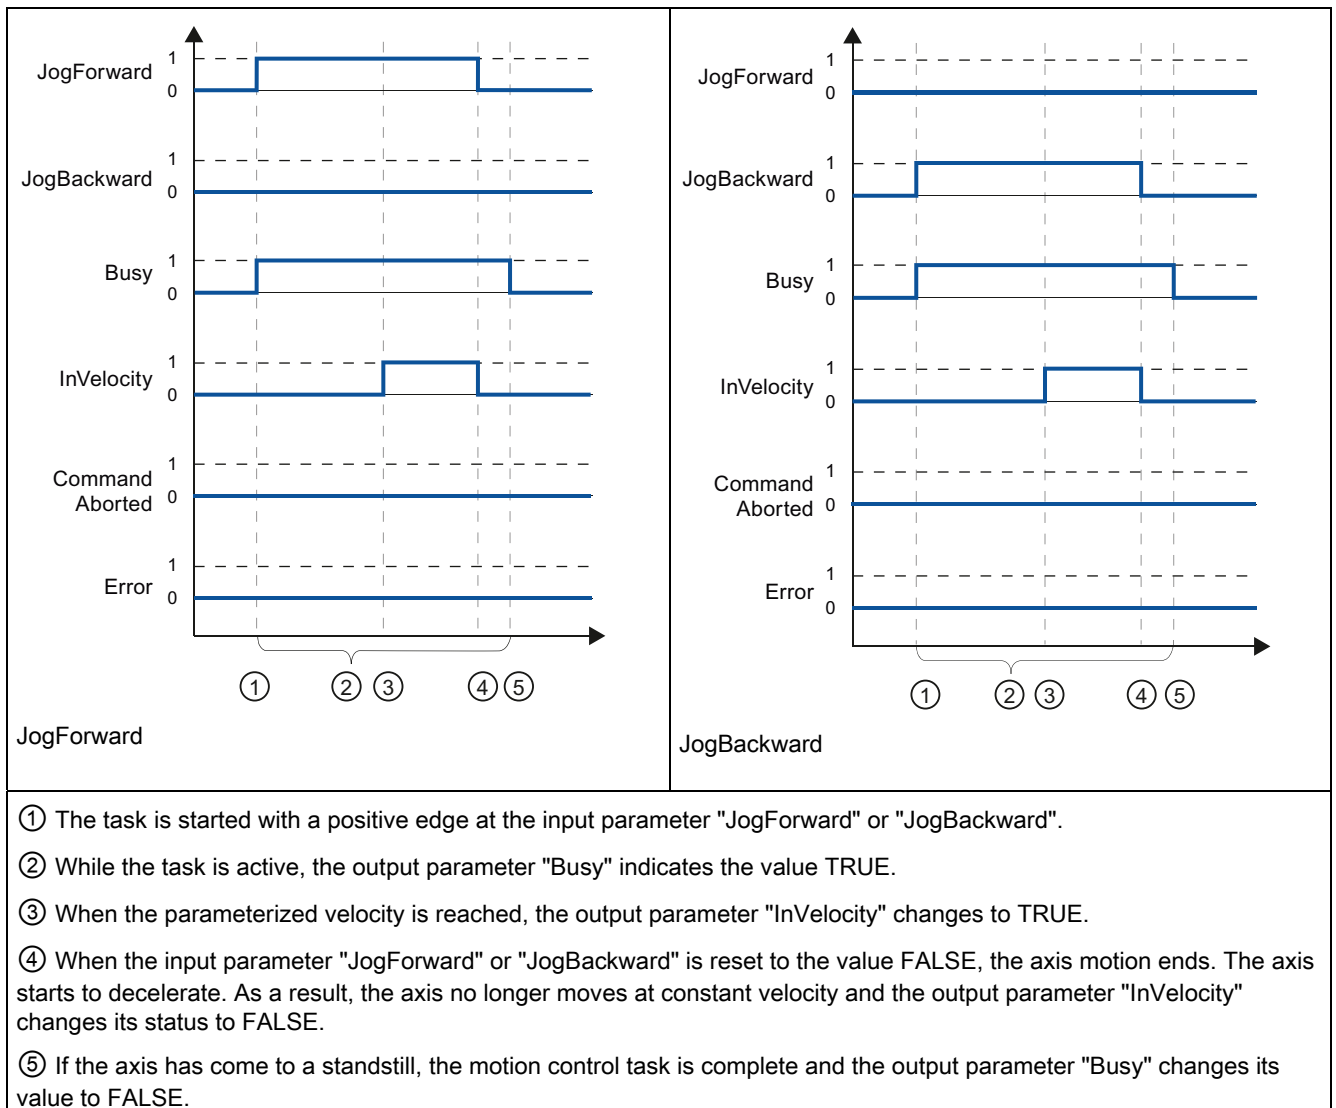 JogForward
1
0
JogBackward
1
0
Busy
1
0
InVelocity
1
0
Command
Aborted
1
0
Error
1
0
① ② ③ ④ ⑤
JogForward
JogForward
1
0
JogBackward
1
0
Busy
1
0
InVelocity
1
0
Command
Aborted
1
0
Error
1
0
① ② ③ ④ ⑤
JogBackward
① The task is started with a positive edge at the input parameter "JogForward" or "JogBackward".
② While the task is active, the output parameter "Busy" indicates the value TRUE.
③ When the parameterized velocity is reached, the output parameter "InVelocity" changes to TRUE.
④ When the input parameter "JogForward" or "JogBackward" is reset to the value FALSE, the axis motion ends. The axis
starts to decelerate. As a result, the axis no longer moves at constant velocity and the output parameter "InVelocity"
changes its status to FALSE.
⑤ If the axis has come to a standstill, the motion control task is complete and the output parameter "Busy" changes its
value to FALSE.